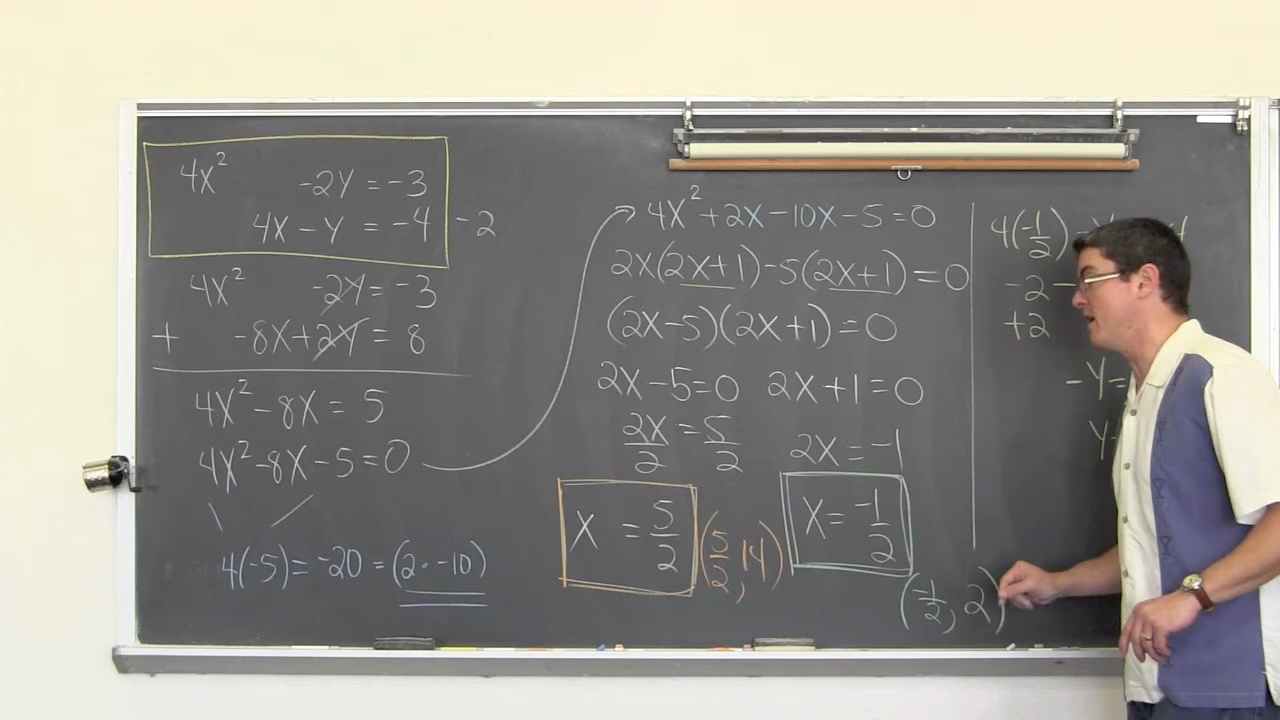 4X² -2Y = -3
4X - Y = -4 -2
4X² -2Y = -3
+ -8X + 2Y = 8
4X² - 8X = 5
4X² - 8X - 5 = 0
4(-5) = -20 = (2 · -10)
4X² + 2X - 10X - 5 = 0
2X(2X+1) - 5(2X+1) = 0
(2X-5)(2X+1) = 0
2X - 5 = 0 2X + 1 = 0
2X/2 = 5/2 2X = -1
X = 5/2 (5/2, 14) X = -1/2
(-1/2, 2)
4(-1/2) -
-2 -
+2
-Y =
Y